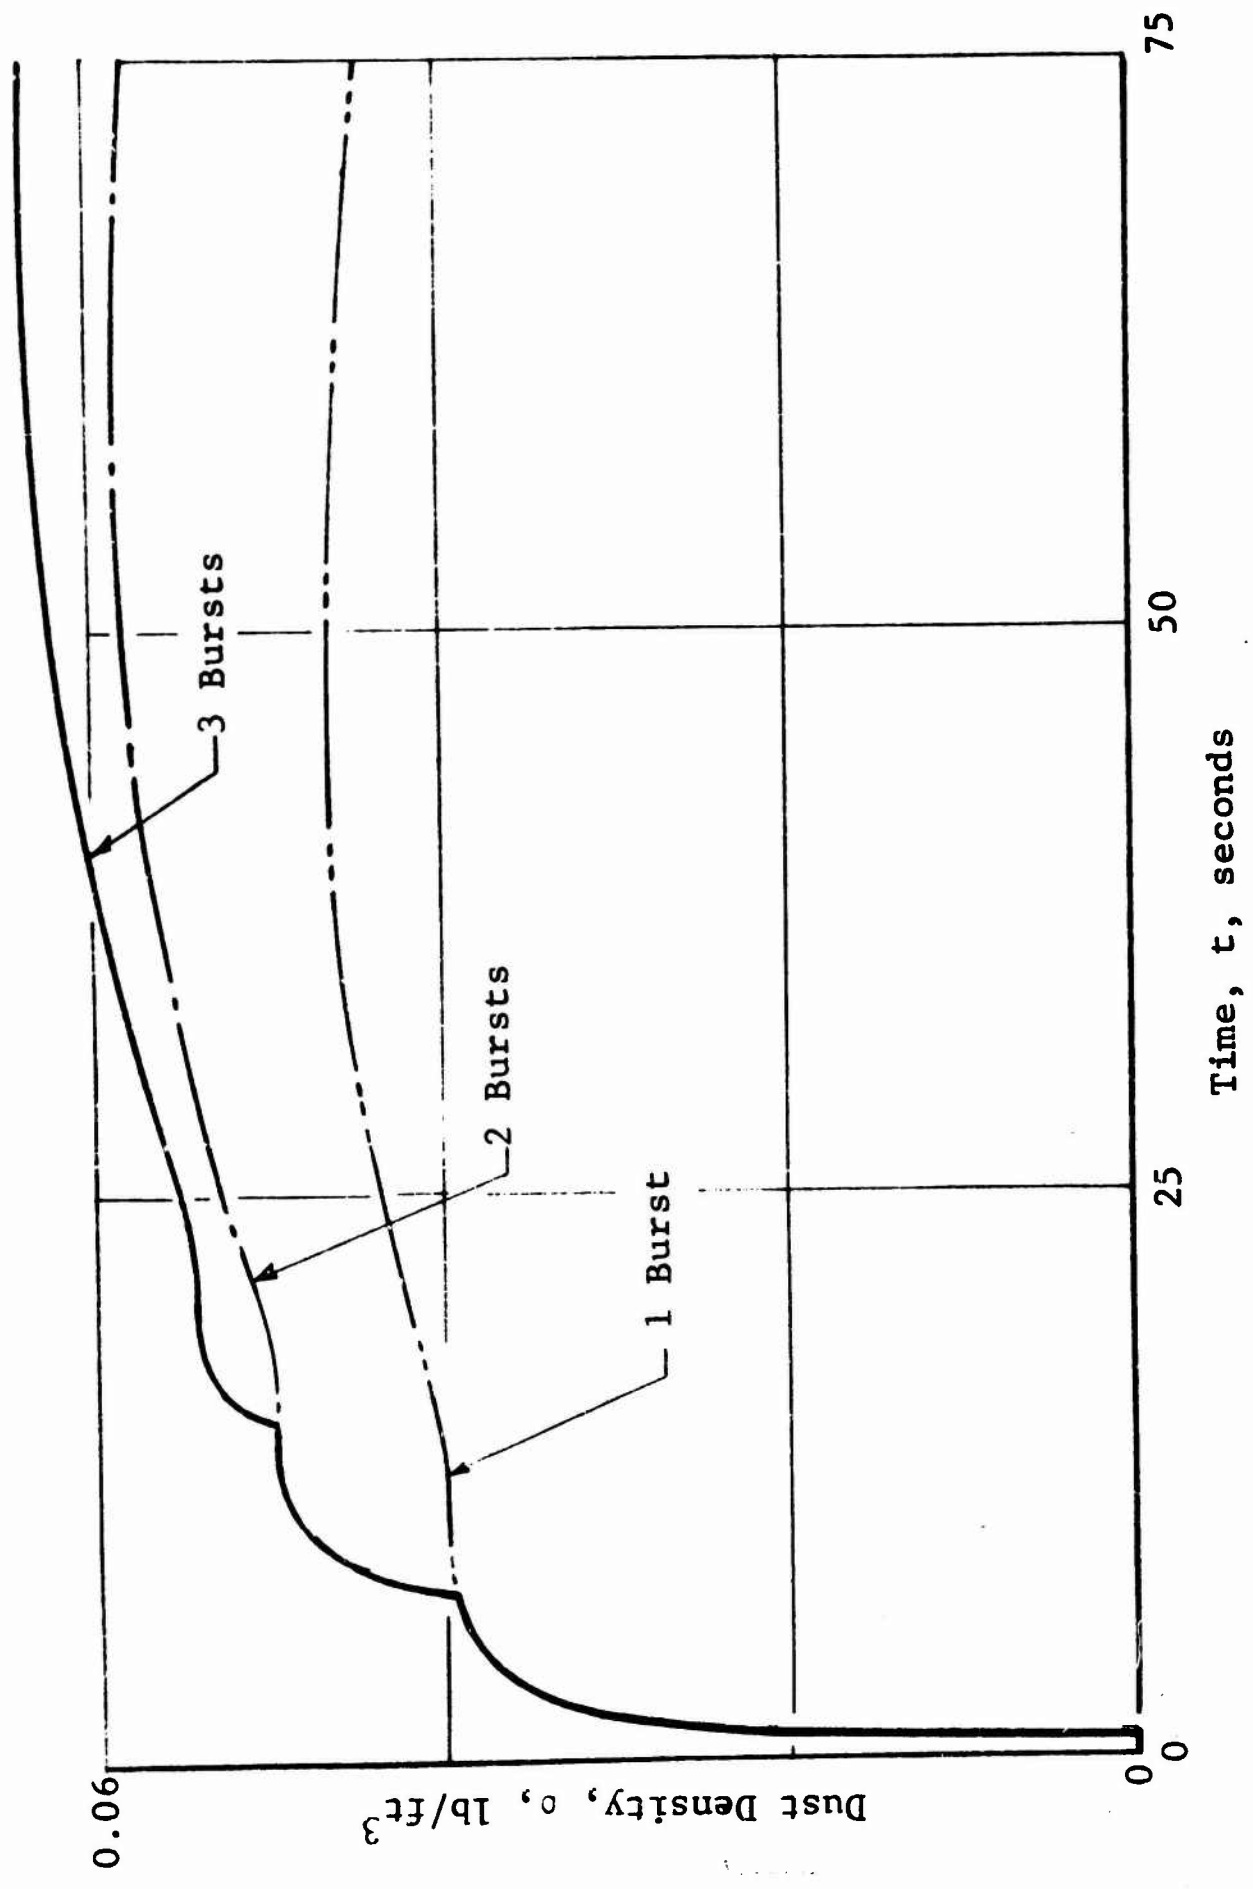 0.06
Dust Density, ρ, lb/ft³
0
0
25
50
75
Time, t, seconds
3 Bursts
2 Bursts
1 Burst